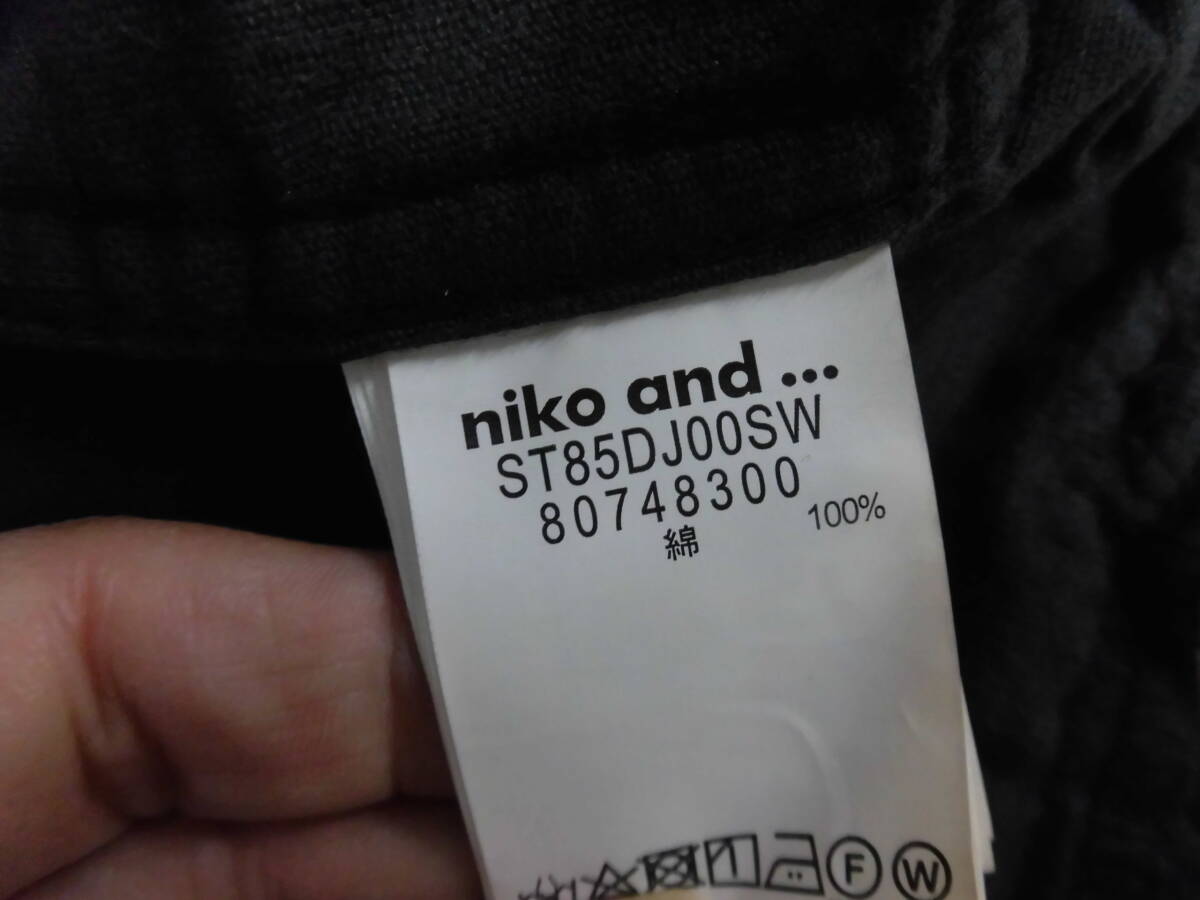 niko and ...
ST85DJ00SW
80748300
綿 100%
F W